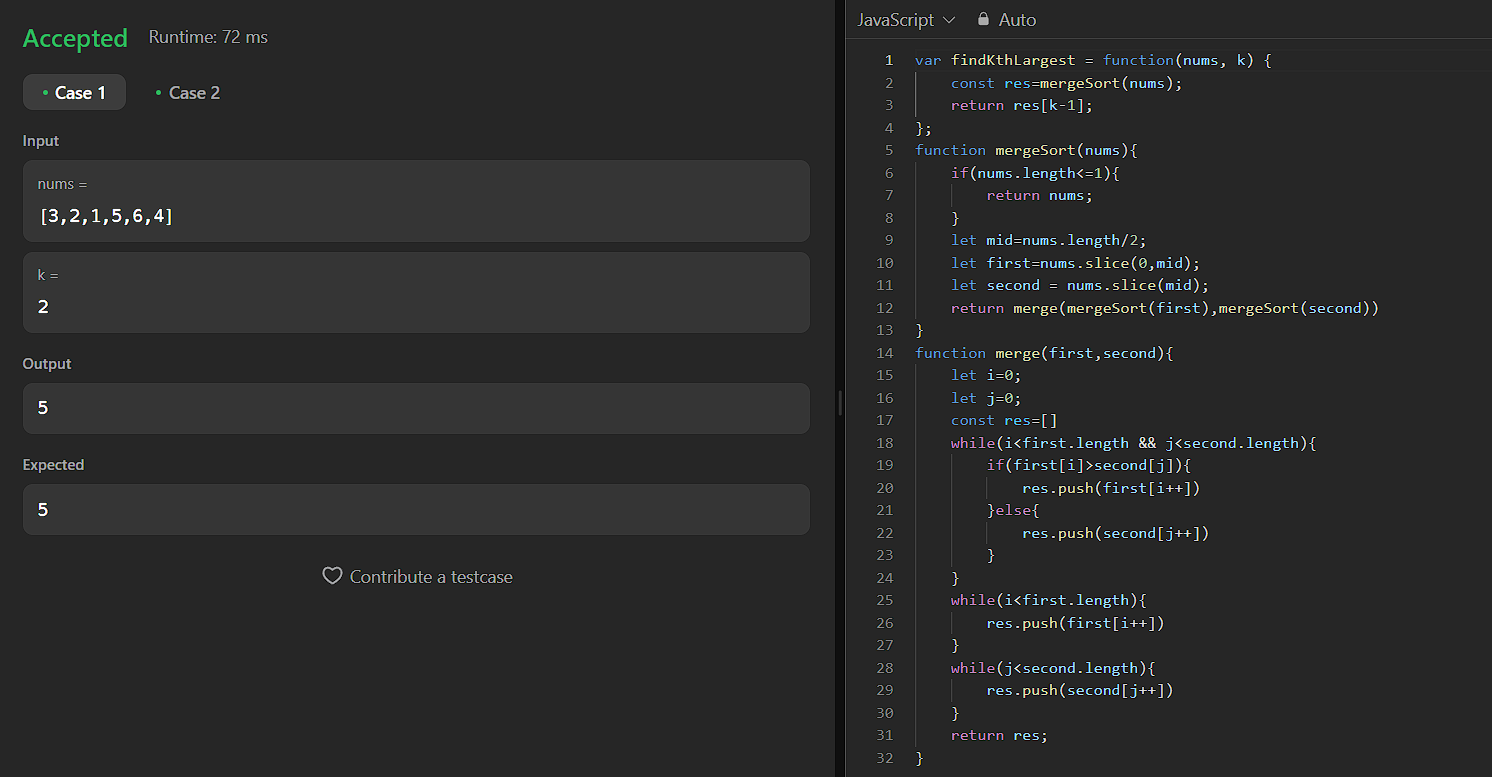 Accepted Runtime: 72 ms
• Case 1 • Case 2
Input
nums =
[3,2,1,5,6,4]
k =
2
Output
5
Expected
5
Contribute a testcase
JavaScript Auto
1 var findKthLargest = function(nums, k) {
2     const res=mergeSort(nums);
3     return res[k-1];
4 };
5 function mergeSort(nums){
6     if(nums.length<=1){
7         return nums;
8     }
9     let mid=nums.length/2;
10     let first=nums.slice(0,mid);
11     let second = nums.slice(mid);
12     return merge(mergeSort(first),mergeSort(second))
13 }
14 function merge(first,second){
15     let i=0;
16     let j=0;
17     const res=[]
18     while(i<first.length && j<second.length){
19         if(first[i]>second[j]){
20             res.push(first[i++])
21         }else{
22             res.push(second[j++])
23         }
24     }
25     while(i<first.length){
26         res.push(first[i++])
27     }
28     while(j<second.length){
29         res.push(second[j++])
30     }
31     return res;
32 }